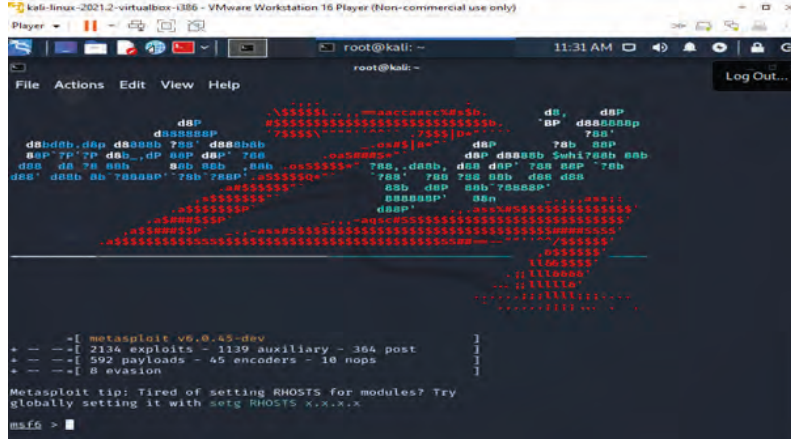 kali-linux-2021.2-virtualbox-i386 - VMware Workstation 16 Player (Non-commercial use only)
Player
root@kali: ~
11:31 AM
root@kali: ~
Log Out...
File Actions Edit View Help
=[ metasploit v6.0.45-dev ]
+ -- --=[ 2134 exploits - 1139 auxiliary - 364 post ]
+ -- --=[ 592 payloads - 45 encoders - 10 nops ]
+ -- --=[ 8 evasion ]
Metasploit tip: Tired of setting RHOSTS for modules? Try
globally setting it with setg RHOSTS x.x.x.x
msf6 >